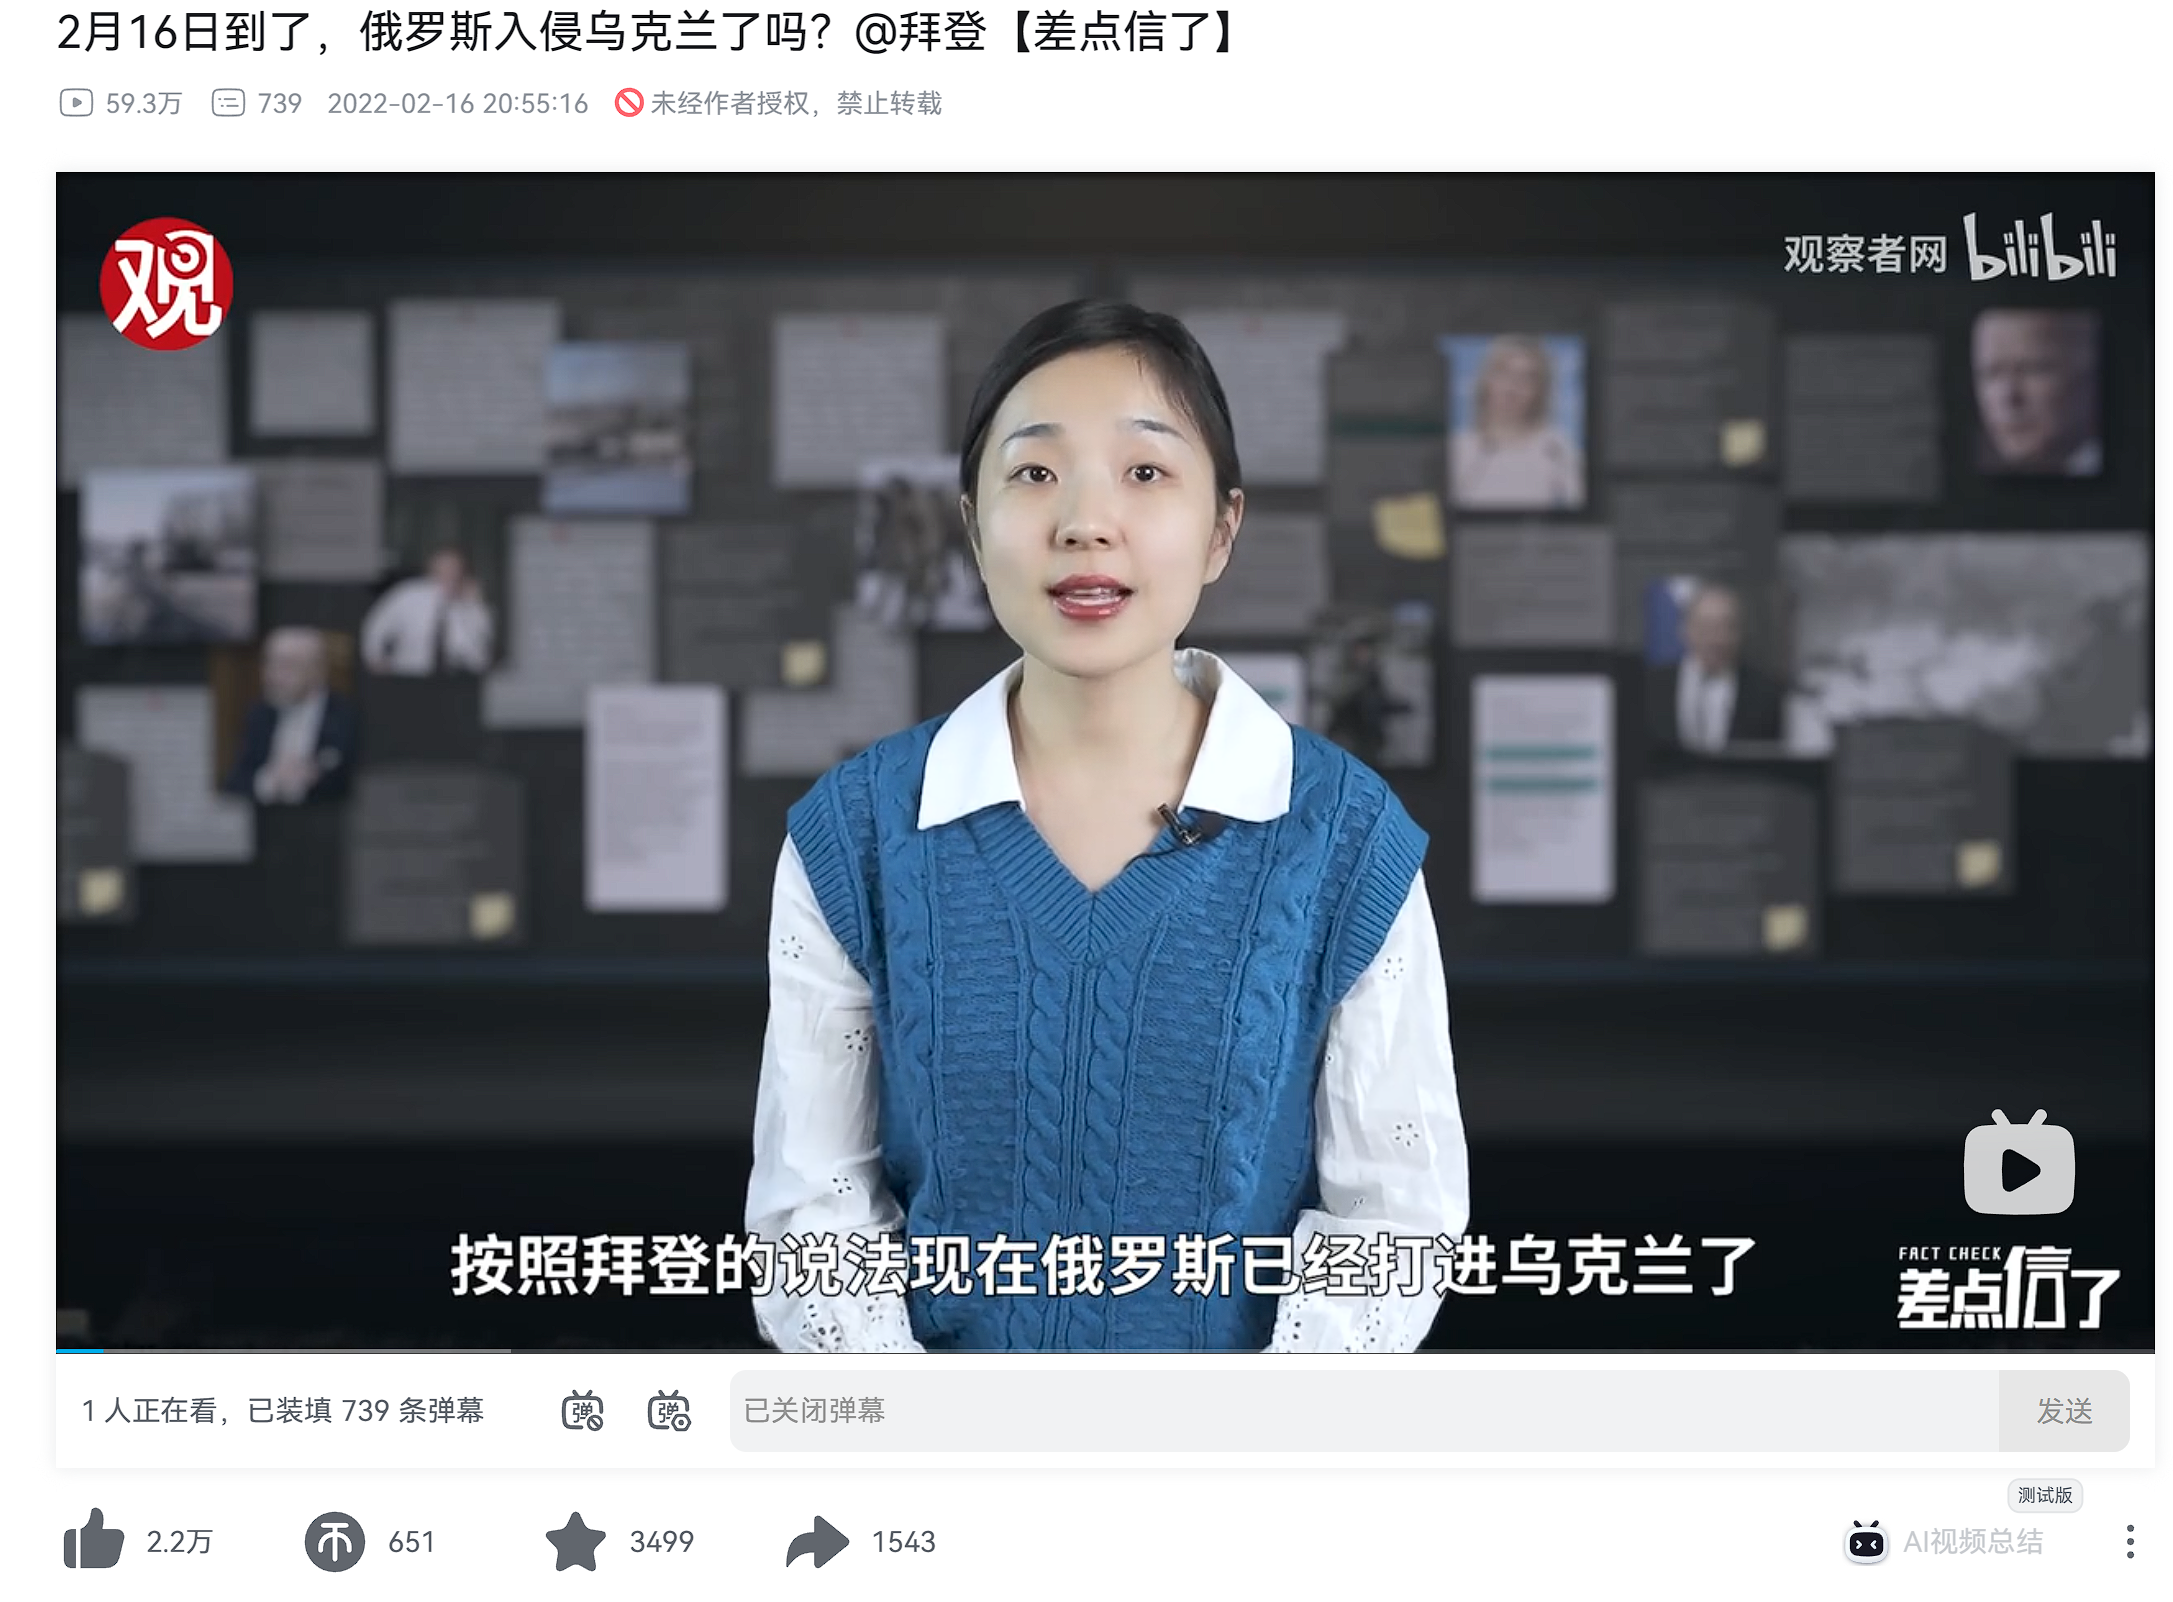 2月16日到了，俄罗斯入侵乌克兰了吗？@拜登【差点信了】
59.3万 739 2022-02-16 20:55:16 未经作者授权，禁止转载
观
观察者网 bilibili
按照拜登的说法现在俄罗斯已经打进乌克兰了
FACT CHECK
差点信了
1 人正在看，已装填 739 条弹幕 弹 弹 已关闭弹幕 发送
测试版
2.2万 651 3499 1543 AI视频总结